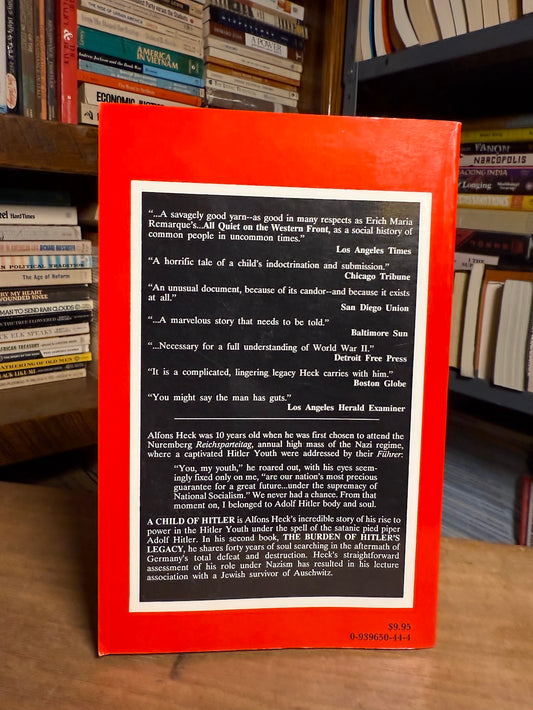 AMERICA
IN VIETNAM
A POWER
VANON
NARCOPOLIS
Longing
Hard Times
The Age of Reform
"...A savagely good yarn--as good in many respects as Erich Maria
Remarque's...All Quiet on the Western Front, as a social history of
common people in uncommon times."
Los Angeles Times
"A horrific tale of a child's indoctrination and submission."
Chicago Tribune
"An unusual document, because of its candor--and because it exists
at all."
San Diego Union
"...A marvelous story that needs to be told."
Baltimore Sun
"...Necessary for a full understanding of World War II."
Detroit Free Press
"It is a complicated, lingering legacy Heck carries with him."
Boston Globe
"You might say the man has guts."
Los Angeles Herald Examiner
Alfons Heck was 10 years old when he was first chosen to attend the
Nuremberg Reichsparteitag, annual high mass of the Nazi regime,
where a captivated Hitler Youth were addressed by their Führer.
"You, my youth," he roared out, with his eyes seem-
ingly fixed only on me, "are our nation's most precious
guarantee for a great future...under the supremacy of
National Socialism." We never had a chance. From that
moment on, I belonged to Adolf Hitler body and soul.
A CHILD OF HITLER is Alfons Heck's incredible story of his rise to
power in the Hitler Youth under the spell of the satanic pied piper
Adolf Hitler. In his second book, THE BURDEN OF HITLER'S
LEGACY, he shares forty years of soul searching in the aftermath of
Germany's total defeat and destruction. Heck's straightforward
assessment of his role under Nazism has resulted in his lecture
association with a Jewish survivor of Auschwitz.
$9.95
0-939650-44-4